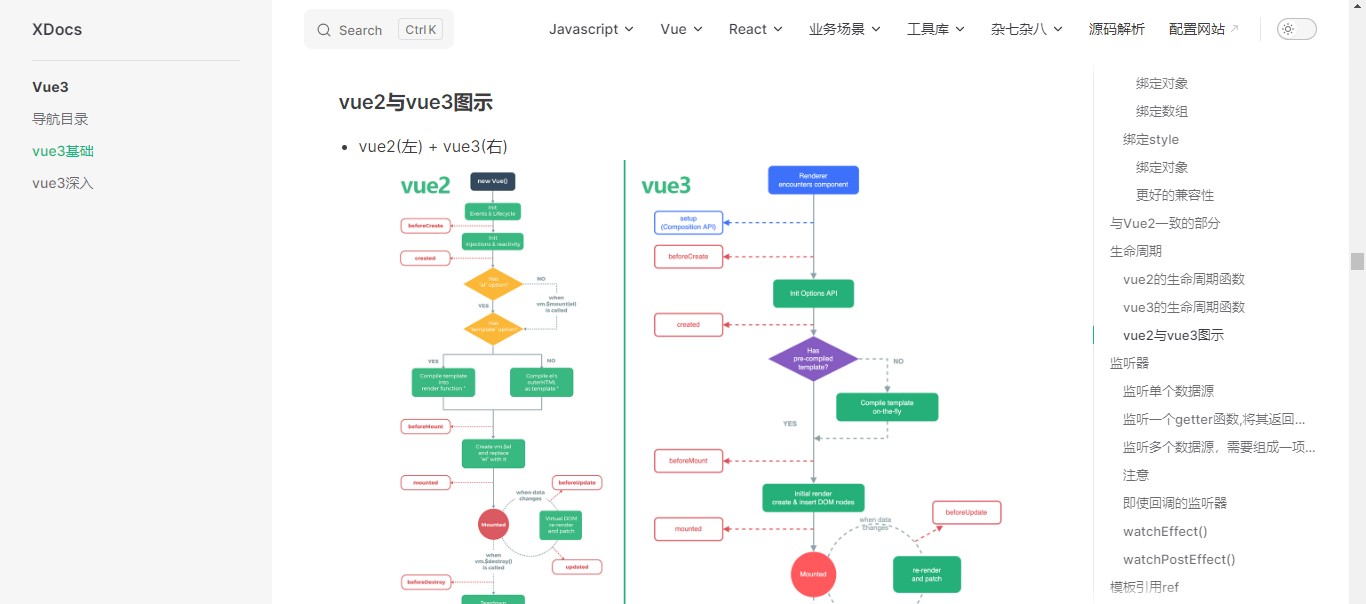 XDocs
Search
Ctrl K
Javascript
Vue
React
业务场景
工具库
杂七杂八
源码解析
配置网站
Vue3
导航目录
vue3基础
vue3深入
vue2与vue3图示
vue2(左) + vue3(右)
vue2
new Vue()
Init
Events & Lifecycle
beforeCreate
Init
injections & reactivity
created
Has
"el" option?
NO
when
vm.$mount(el)
is called
YES
Has
"template" option?
YES
NO
Compile template
into
render function *
Compile el's
outerHTML
as template *
beforeMount
Create vm.$el
and replace
"el" with it
mounted
when data
changes
beforeUpdate
Mounted
Virtual DOM
re-render
and patch
when
vm.$destroy()
is called
updated
beforeDestroy
Teardown
vue3
Renderer
encounters component
setup
(Composition API)
beforeCreate
Init Options API
created
Has
pre-compiled
template?
NO
Compile template
on-the-fly
YES
beforeMount
Initial render
create & insert DOM nodes
mounted
when data
changes
beforeUpdate
Mounted
re-render
and patch
绑定对象
绑定数组
绑定style
绑定对象
更好的兼容性
与Vue2一致的部分
生命周期
vue2的生命周期函数
vue3的生命周期函数
vue2与vue3图示
监听器
监听单个数据源
监听一个getter函数,将其返回...
监听多个数据源，需要组成一项...
注意
即使回调的监听器
watchEffect()
watchPostEffect()
模板引用ref